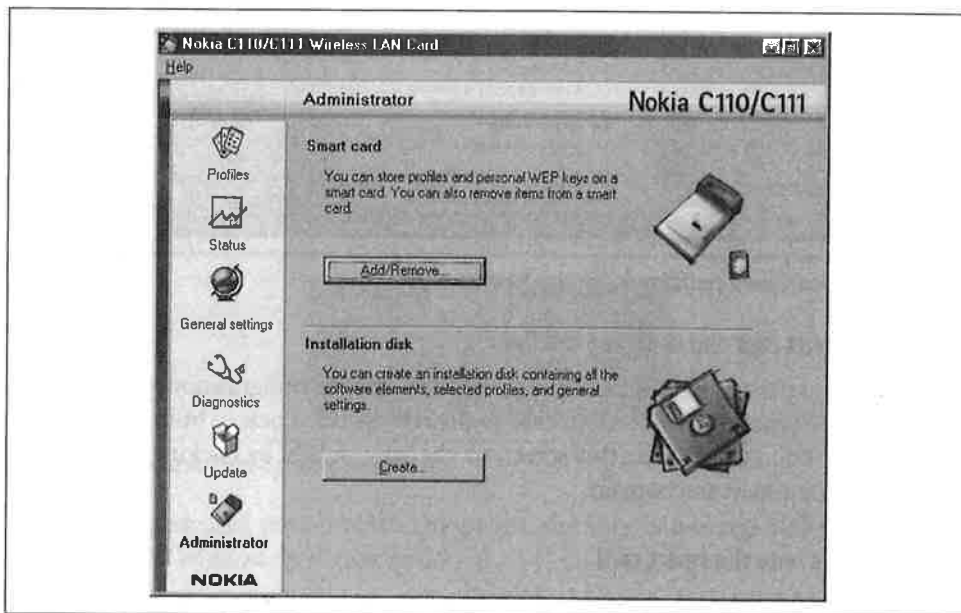 Nokia C110/C111 Wireless LAN Card
Help
Administrator
Nokia C110/C111
Profiles
Status
General settings
Diagnostics
Update
Administrator
NOKIA
Smart card
You can store profiles and personal WEP keys on a
smart card. You can also remove items from a smart
card.
Add/Remove...
Installation disk
You can create an installation disk containing all the
software elements, selected profiles, and general
settings.
Create...